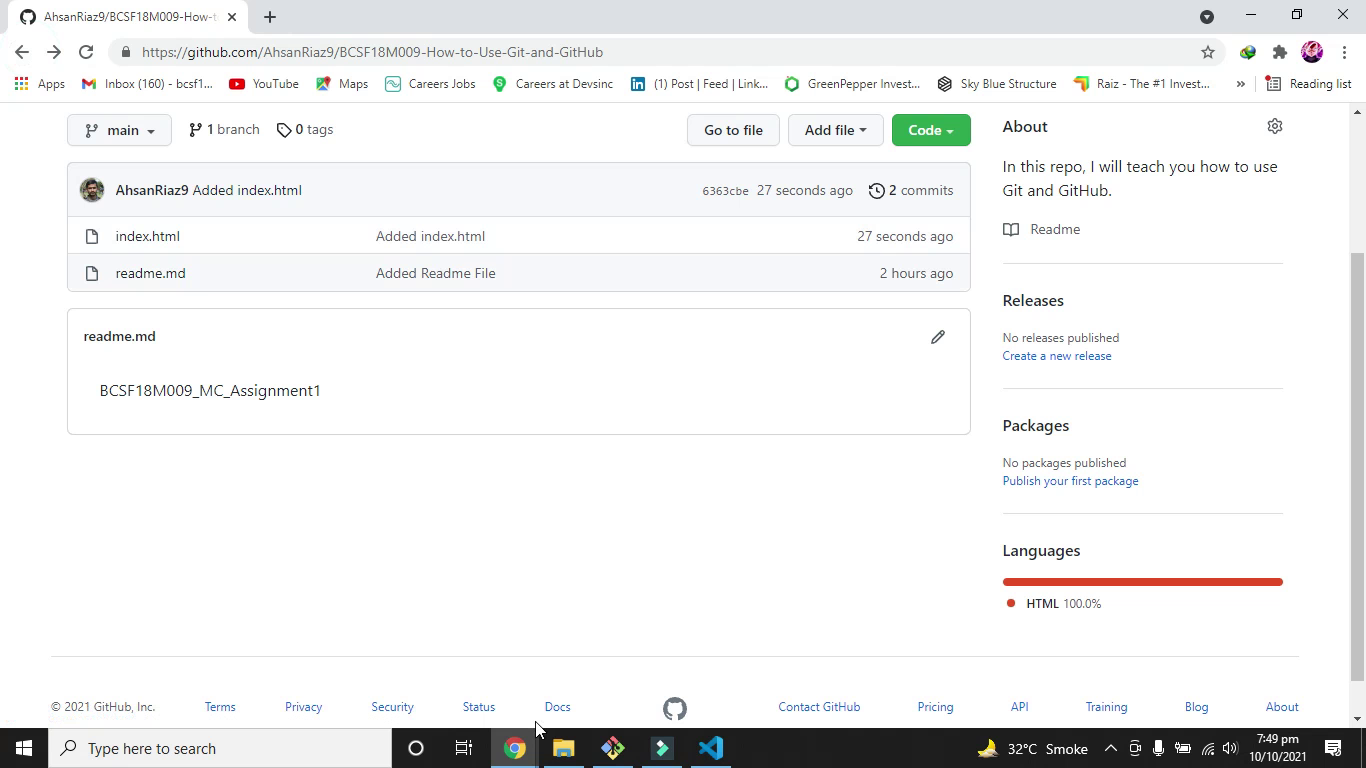 AhsanRiaz9/BCSF18M009-How-t
https://github.com/AhsanRiaz9/BCSF18M009-How-to-Use-Git-and-GitHub
Apps Inbox (160) - bcsf1... YouTube Maps Careers Jobs Careers at Devsinc (1) Post | Feed | Link... GreenPepper Invest... Sky Blue Structure Raiz - The #1 Invest... » Reading list
main 1 branch 0 tags Go to file Add file Code
AhsanRiaz9 Added index.html 6363cbe 27 seconds ago 2 commits
index.html Added index.html 27 seconds ago
readme.md Added Readme File 2 hours ago
readme.md
BCSF18M009_MC_Assignment1
About
In this repo, I will teach you how to use
Git and GitHub.
Readme
Releases
No releases published
Create a new release
Packages
No packages published
Publish your first package
Languages
HTML 100.0%
© 2021 GitHub, Inc. Terms Privacy Security Status Docs Contact GitHub Pricing API Training Blog About
Type here to search 32°C Smoke 7:49 pm
10/10/2021